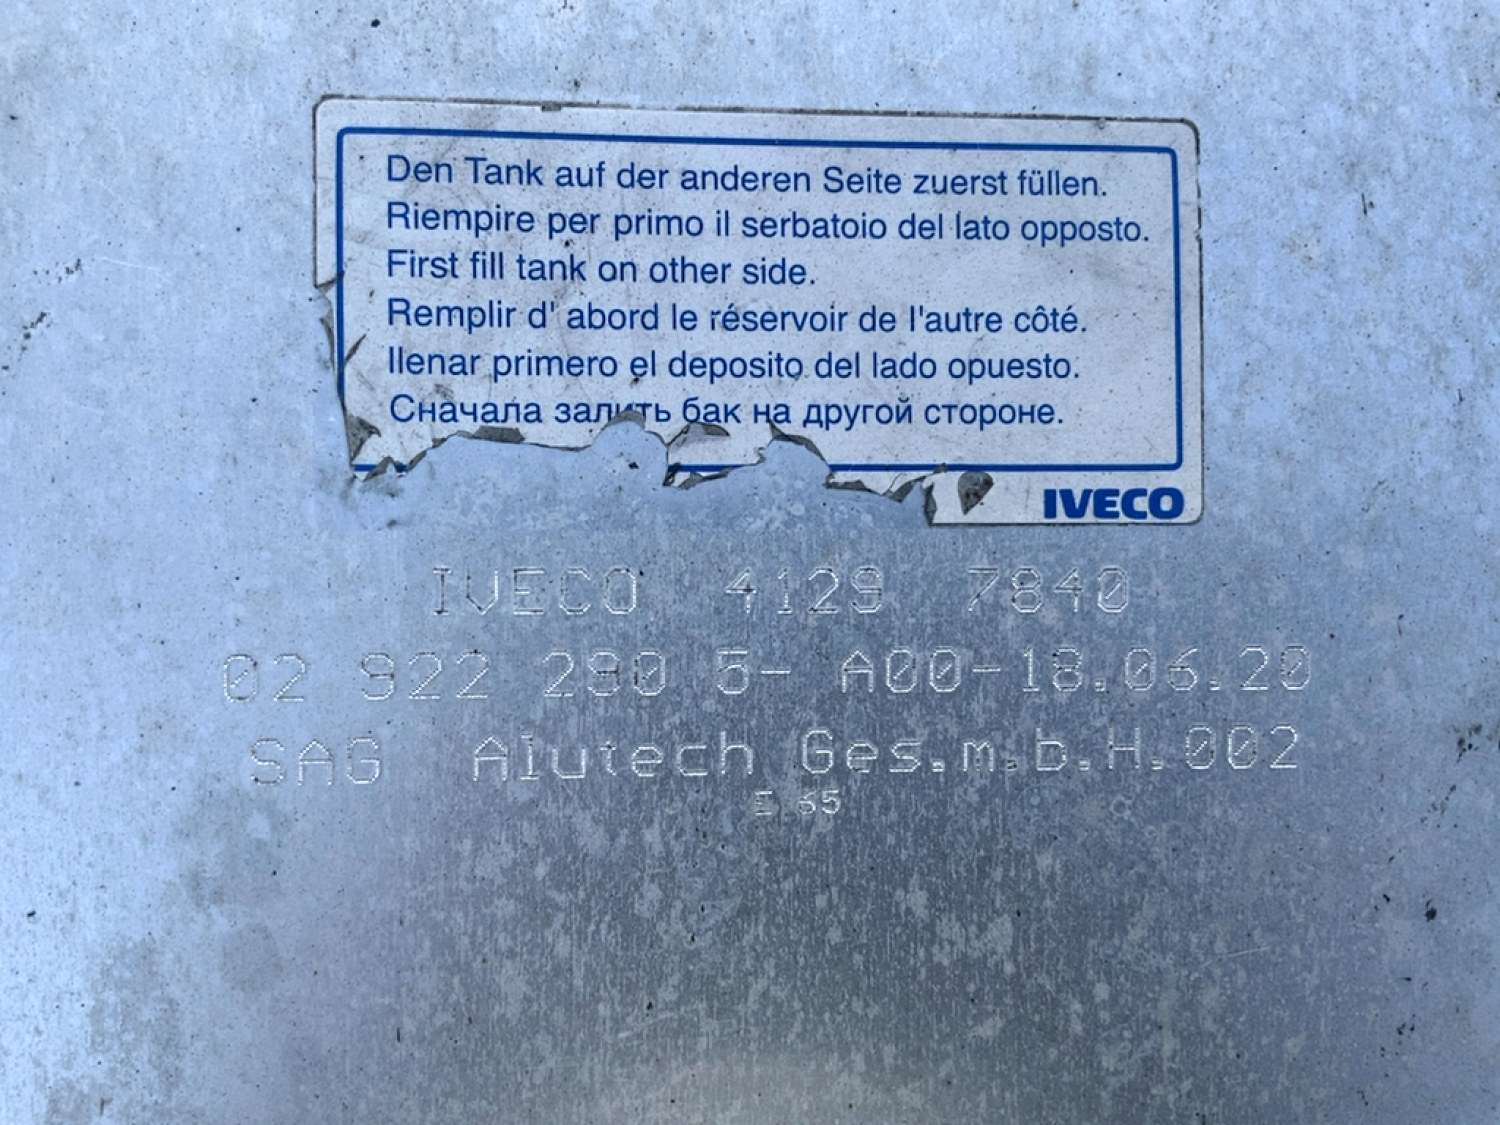 Den Tank auf der anderen Seite zuerst füllen.
Riempire per primo il serbatoio del lato opposto.
First fill tank on other side.
Remplir d' abord le réservoir de l'autre côté.
llenar primero el deposito del lado opuesto.
Сначала залить бак на другой стороне.
IVECO
IVECO 4129 7840
02 922 290 5- A00-18.06.20
SAG Alutech Ges.m.b.H.002
E 65